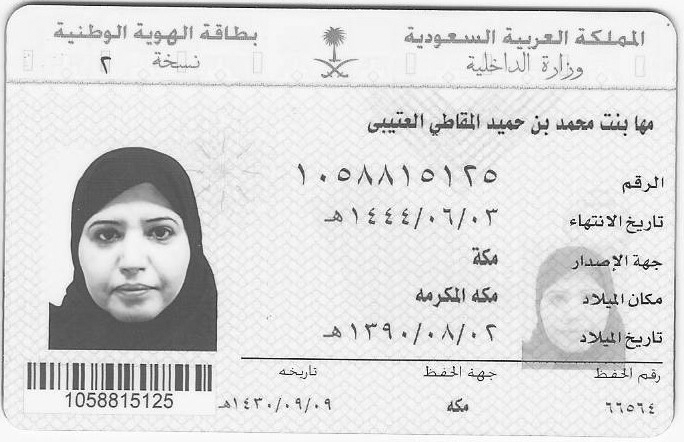 المملكة العربية السعودية
وزارة الداخلية
بطاقة الهوية الوطنية
نسخة ٢
مها بنت محمد بن حميد المقاطي العتيبى
الرقم ١٠٥٨٨١٥١٢٥
تاريخ الانتهاء ١٤٤٤/٠٦/٠٣هـ
جهة الإصدار مكة
مكان الميلاد مكه المكرمه
تاريخ الميلاد ١٣٩٠/٠٨/٠٢هـ
رقم الحفظ جهة الحفظ تاريخه
٦٦٥٦٤ مكه ١٤٣٠/٠٩/٠٩هـ
1058815125